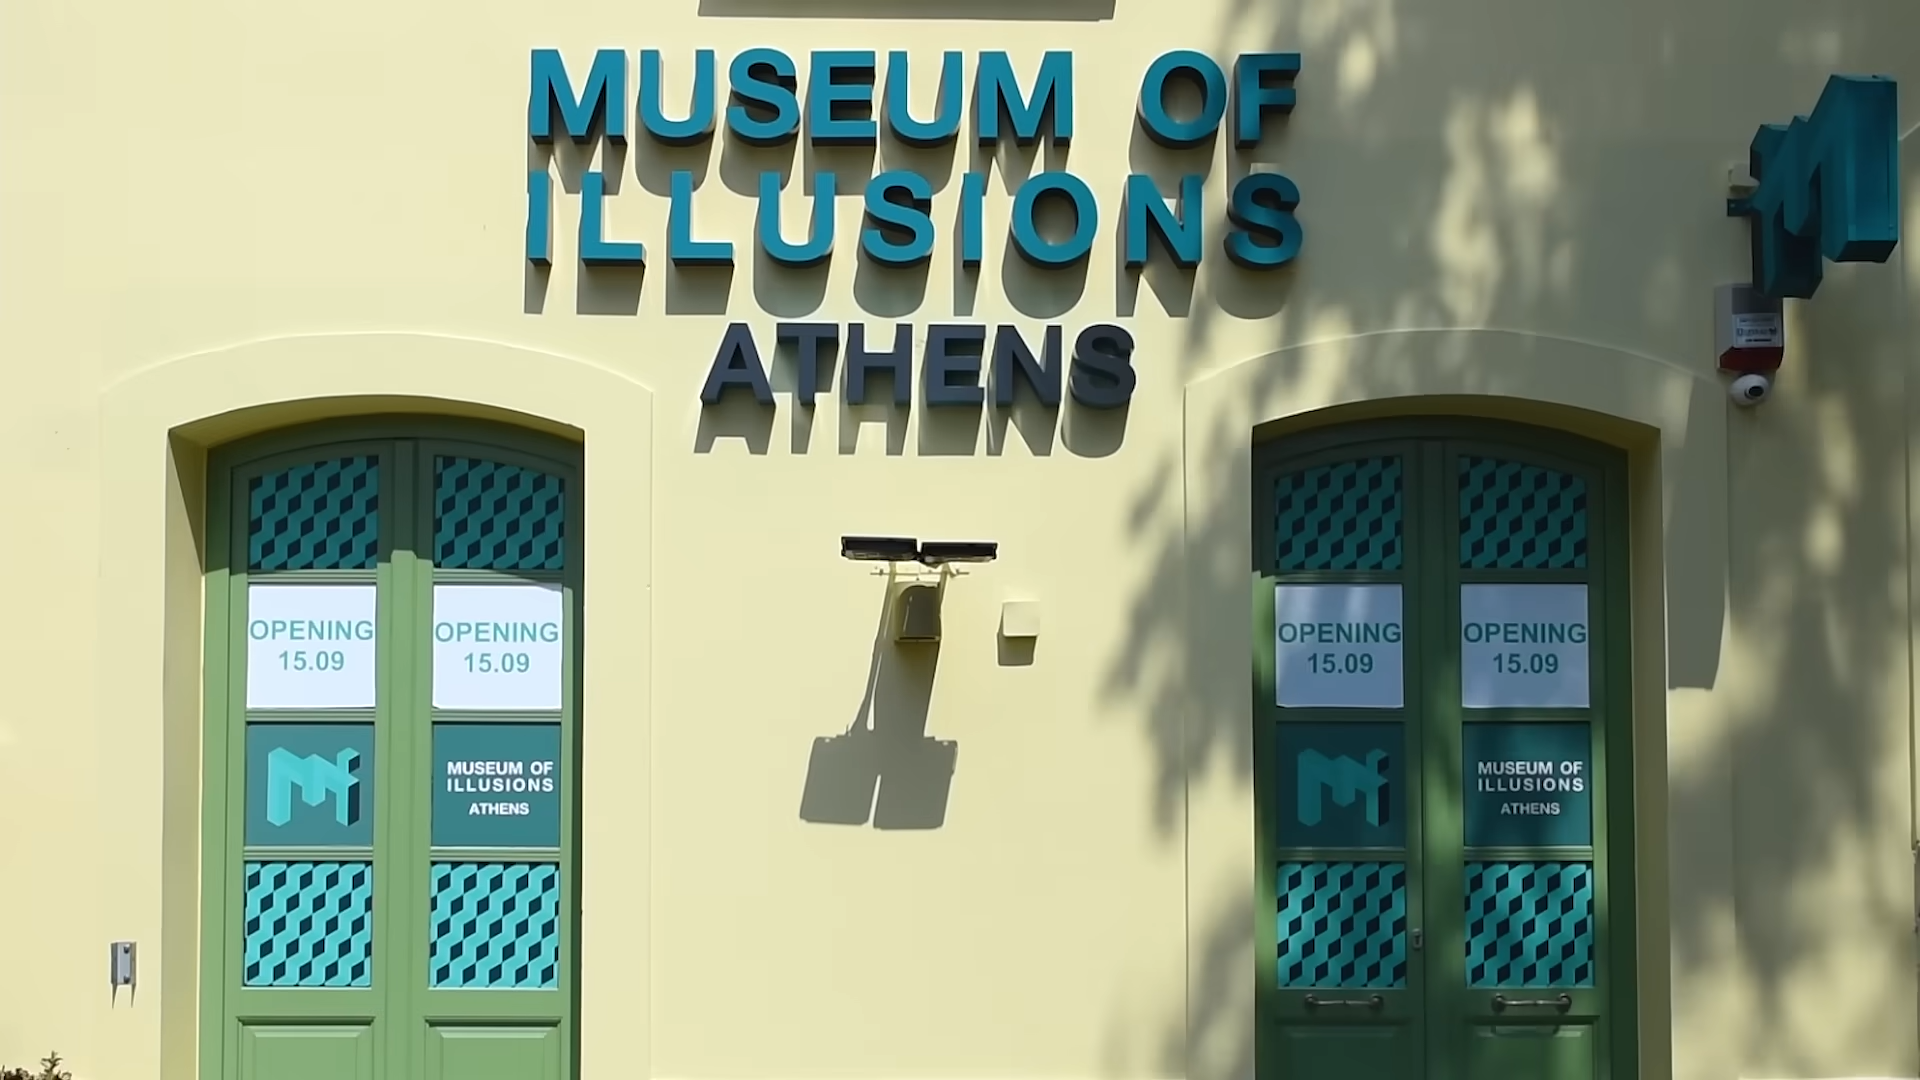 MUSEUM OF
ILLUSIONS
ATHENS
OPENING
15.09
OPENING
15.09
MUSEUM OF
ILLUSIONS
ATHENS
OPENING
15.09
OPENING
15.09
MUSEUM OF
ILLUSIONS
ATHENS